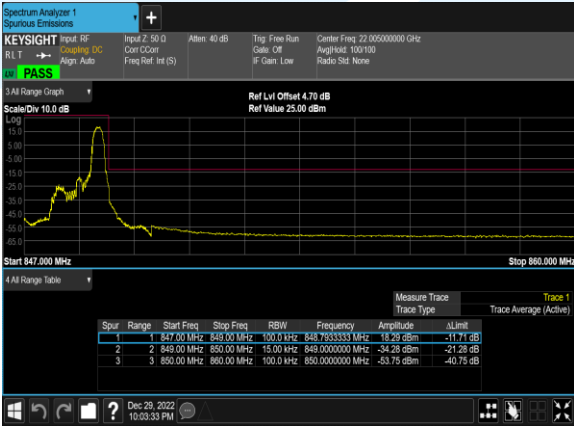 Spectrum Analyzer 1
Spurious Emissions
+
KEYSIGHT Input: RF Input Z: 50 Ω Atten: 40 dB Trig: Free Run Center Freq: 22.005000000 GHz
RLT Coupling: DC Corr CCorr Gate: Off Avg|Hold: 100/100
Align: Auto Freq Ref: Int (S) IF Gain: Low Radio Std: None
LW PASS
3 All Range Graph
Ref Lvl Offset 4.70 dB
Scale/Div 10.0 dB Ref Value 25.00 dBm
Log
15.0
5.00
-5.00
-15.0
-25.0
-35.0
-45.0
-55.0
-65.0
Start 847.000 MHz Stop 860.000 MHz
4 All Range Table
Measure Trace Trace 1
Trace Type Trace Average (Active)
Spur Range Start Freq Stop Freq RBW Frequency Amplitude ΔLimit
1 1 847.00 MHz 849.00 MHz 100.0 kHz 848.7933333 MHz 18.29 dBm -11.71 dB
2 2 849.00 MHz 850.00 MHz 15.00 kHz 849.0000000 MHz -34.28 dBm -21.28 dB
3 3 850.00 MHz 860.00 MHz 100.0 kHz 850.0000000 MHz -53.75 dBm -40.75 dB
? Dec 29, 2022
10:03:33 PM